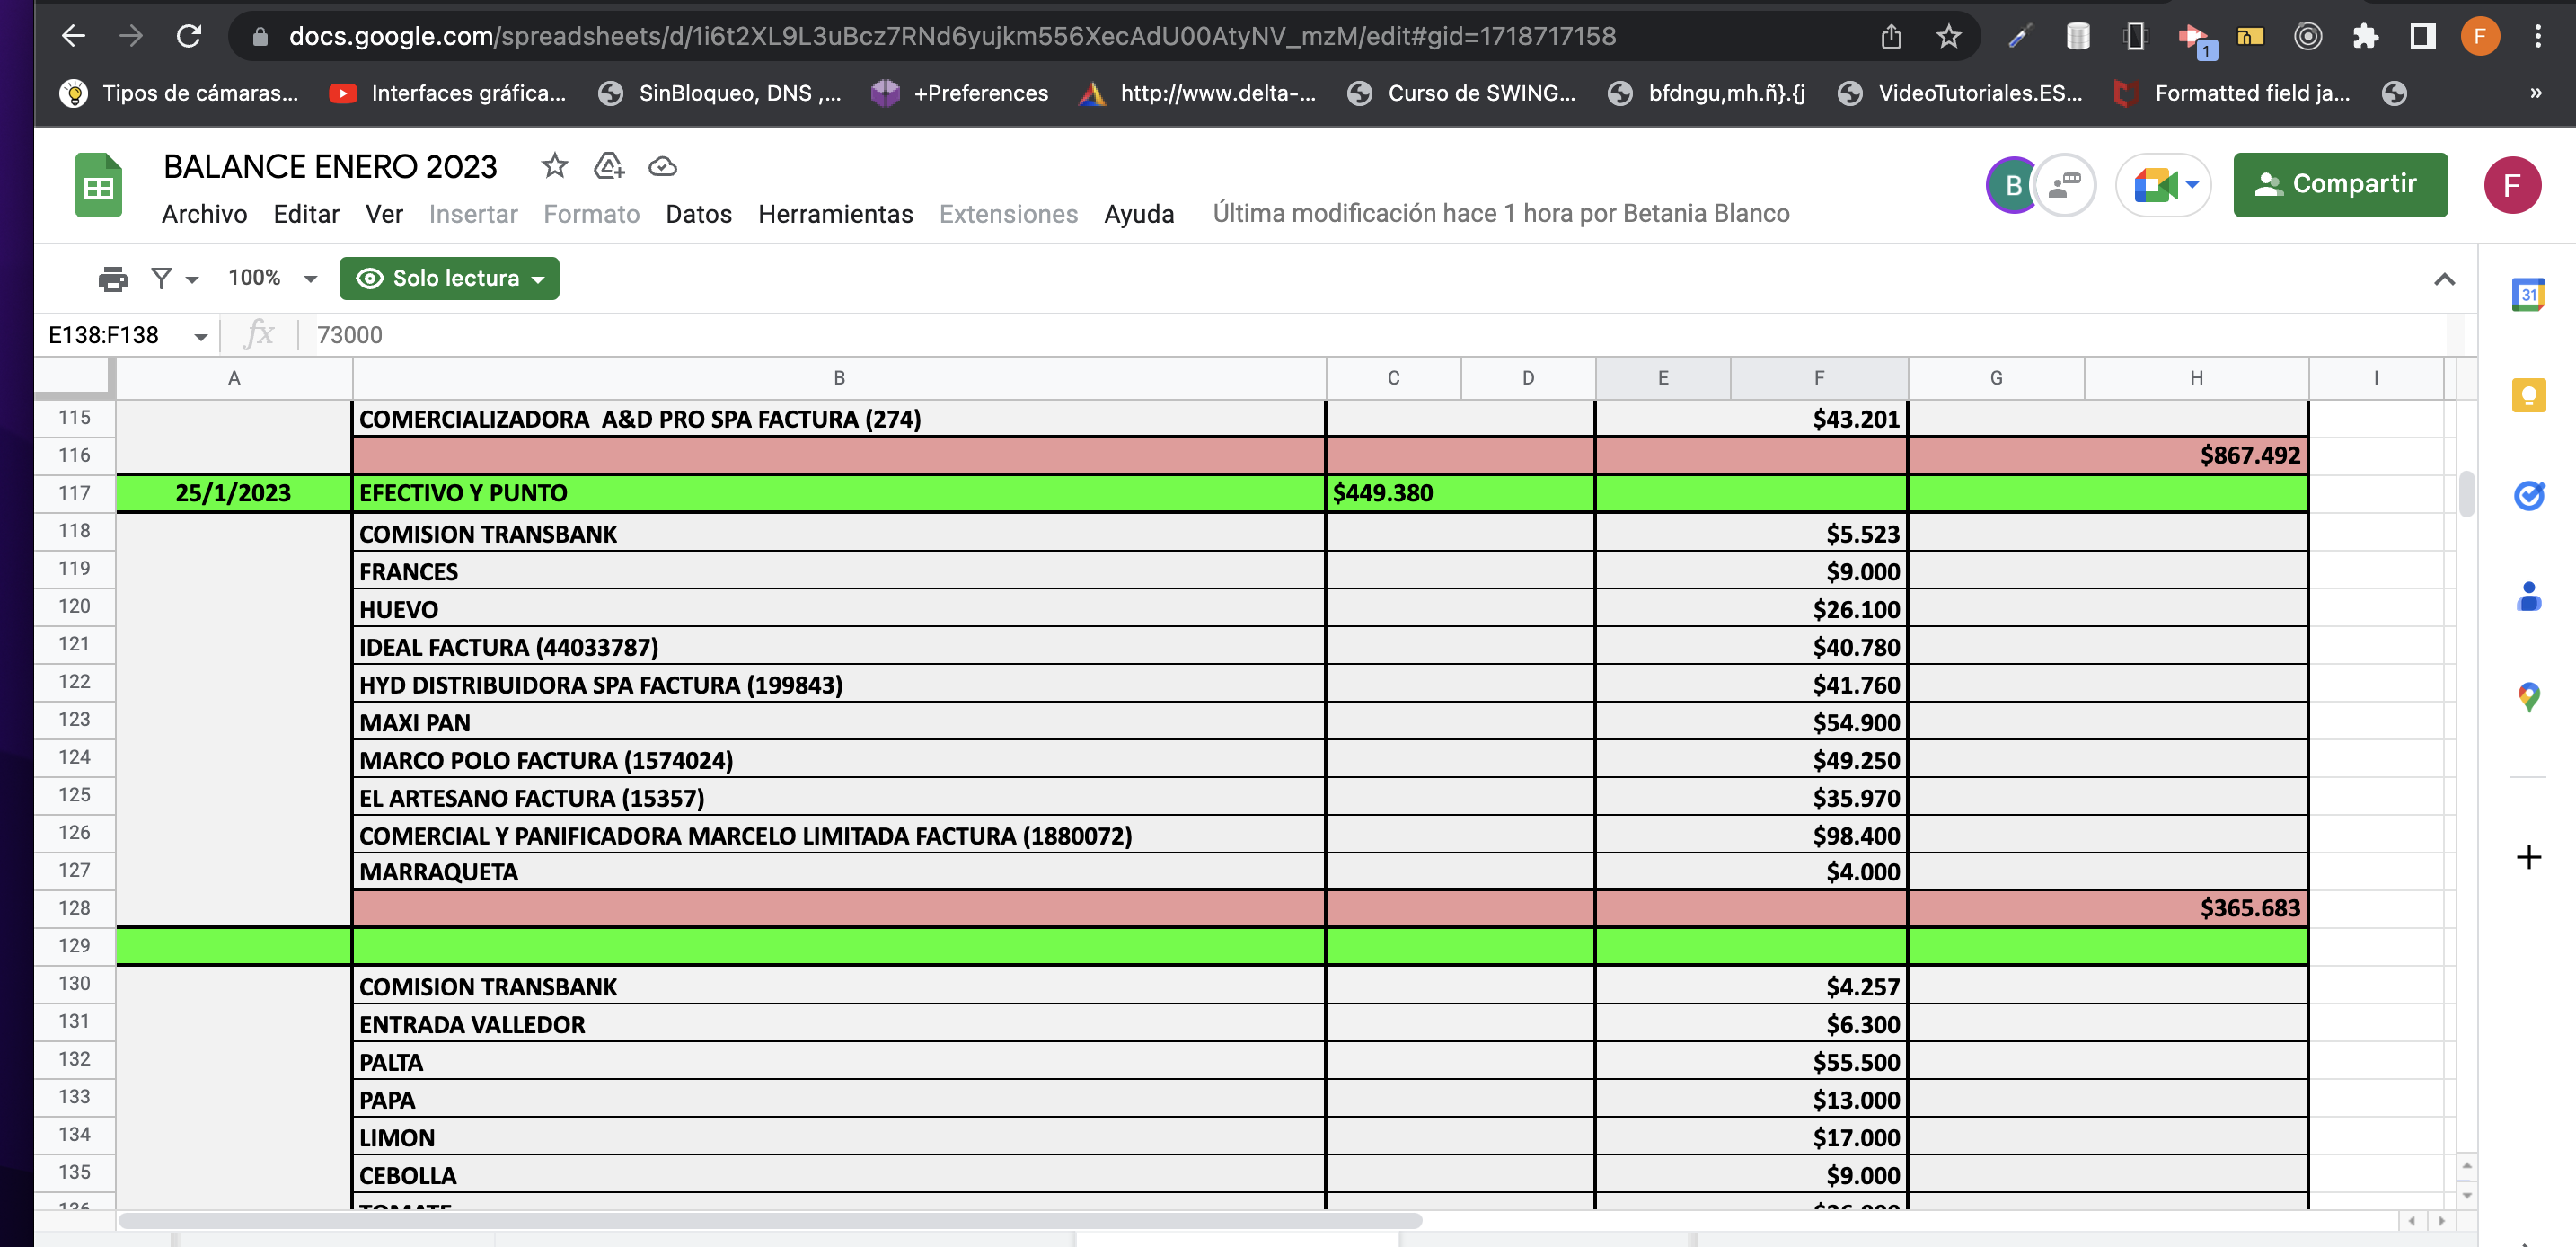 docs.google.com/spreadsheets/d/1i6t2XL9L3uBcz7RNd6yujkm556XecAdU00AtyNV_mzM/edit#gid=1718717158
1
F
Tipos de cámaras...
Interfaces gráfica...
SinBloqueo, DNS ,...
+Preferences
http://www.delta-...
Curso de SWING...
bfdngu,mh.ñ}.{j
VideoTutoriales.ES...
Formatted field ja...
»
BALANCE ENERO 2023
B
Compartir
F
Archivo Editar Ver Insertar Formato Datos Herramientas Extensiones Ayuda Última modificación hace 1 hora por Betania Blanco
100% Solo lectura
31
E138:F138 fx 73000
A B C D E F G H I
115 COMERCIALIZADORA A&D PRO SPA FACTURA (274) $43.201
116 $867.492
117 25/1/2023 EFECTIVO Y PUNTO $449.380
118 COMISION TRANSBANK $5.523
119 FRANCES $9.000
120 HUEVO $26.100
121 IDEAL FACTURA (44033787) $40.780
122 HYD DISTRIBUIDORA SPA FACTURA (199843) $41.760
123 MAXI PAN $54.900
124 MARCO POLO FACTURA (1574024) $49.250
125 EL ARTESANO FACTURA (15357) $35.970
126 COMERCIAL Y PANIFICADORA MARCELO LIMITADA FACTURA (1880072) $98.400
127 MARRAQUETA $4.000
128 $365.683
129
130 COMISION TRANSBANK $4.257
131 ENTRADA VALLEDOR $6.300
132 PALTA $55.500
133 PAPA $13.000
134 LIMON $17.000
135 CEBOLLA $9.000
136 TOMATE